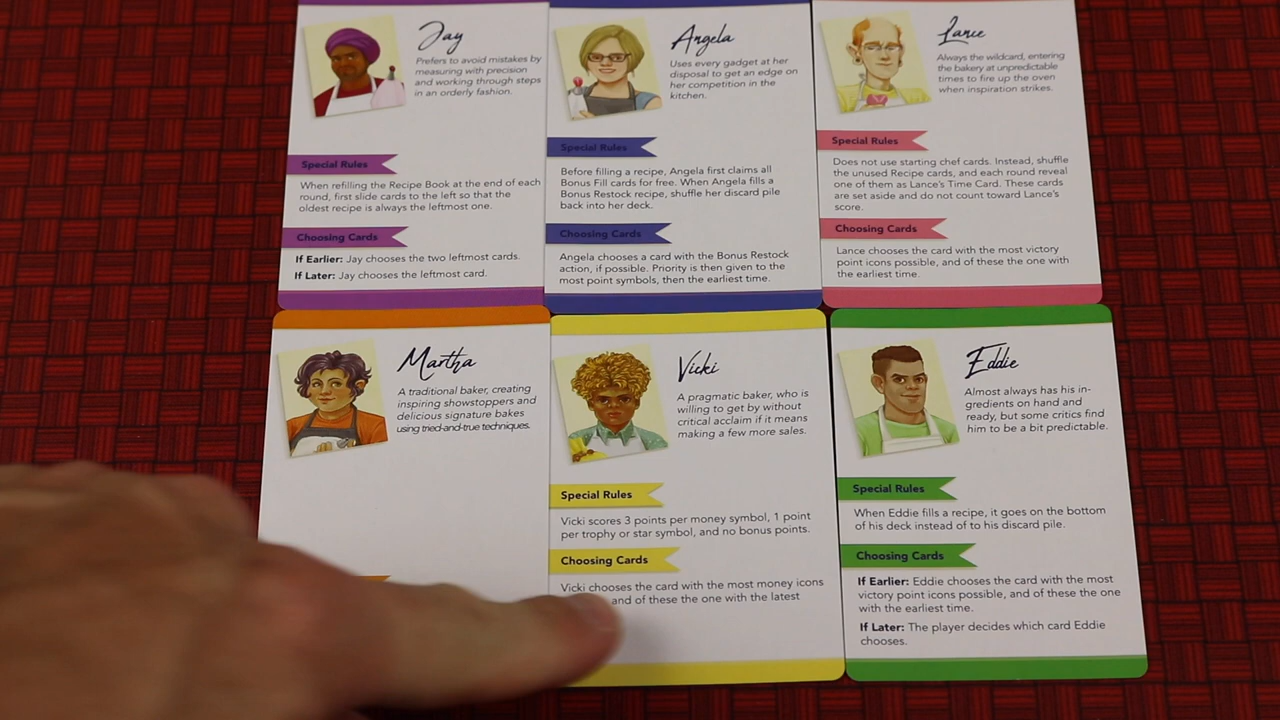 Jay
Prefers to avoid mistakes by
measuring with precision
and working through steps
in an orderly fashion.
Special Rules
When refilling the Recipe Book at the end of each
round, first slide cards to the left so that the
oldest recipe is always the leftmost one.
Choosing Cards
If Earlier: Jay chooses the two leftmost cards.
If Later: Jay chooses the leftmost card.
Angela
Uses every gadget at her
disposal to get an edge on
her competition in the
kitchen.
Special Rules
Before filling a recipe, Angela first claims all
Bonus Fill cards for free. When Angela fills a
Bonus Restock recipe, shuffle her discard pile
back into her deck.
Choosing Cards
Angela chooses a card with the Bonus Restock
action, if possible. Priority is then given to the
most point symbols, then the earliest time.
Lance
Always the wildcard, entering
the bakery at unpredictable
times to fire up the oven
when inspiration strikes.
Special Rules
Does not use starting chef cards. Instead, shuffle
the unused Recipe cards, and each round reveal
one of them as Lance's Time Card. These cards
are set aside and do not count toward Lance's
score.
Choosing Cards
Lance chooses the card with the most victory
point icons possible, and of these the one with
the earliest time.
Martha
A traditional baker, creating
inspiring showstoppers and
delicious signature bakes
using tried-and-true techniques.
Vicki
A pragmatic baker, who is
willing to get by without
critical acclaim if it means
making a few more sales.
Special Rules
Vicki scores 3 points per money symbol, 1 point
per trophy or star symbol, and no bonus points.
Choosing Cards
Vicki chooses the card with the most money icons
and of these the one with the latest
Eddie
Almost always has his in-
gredients on hand and
ready, but some critics find
him to be a bit predictable.
Special Rules
When Eddie fills a recipe, it goes on the bottom
of his deck instead of to his discard pile.
Choosing Cards
If Earlier: Eddie chooses the card with the most
victory point icons possible, and of these the one
with the earliest time.
If Later: The player decides which card Eddie
chooses.